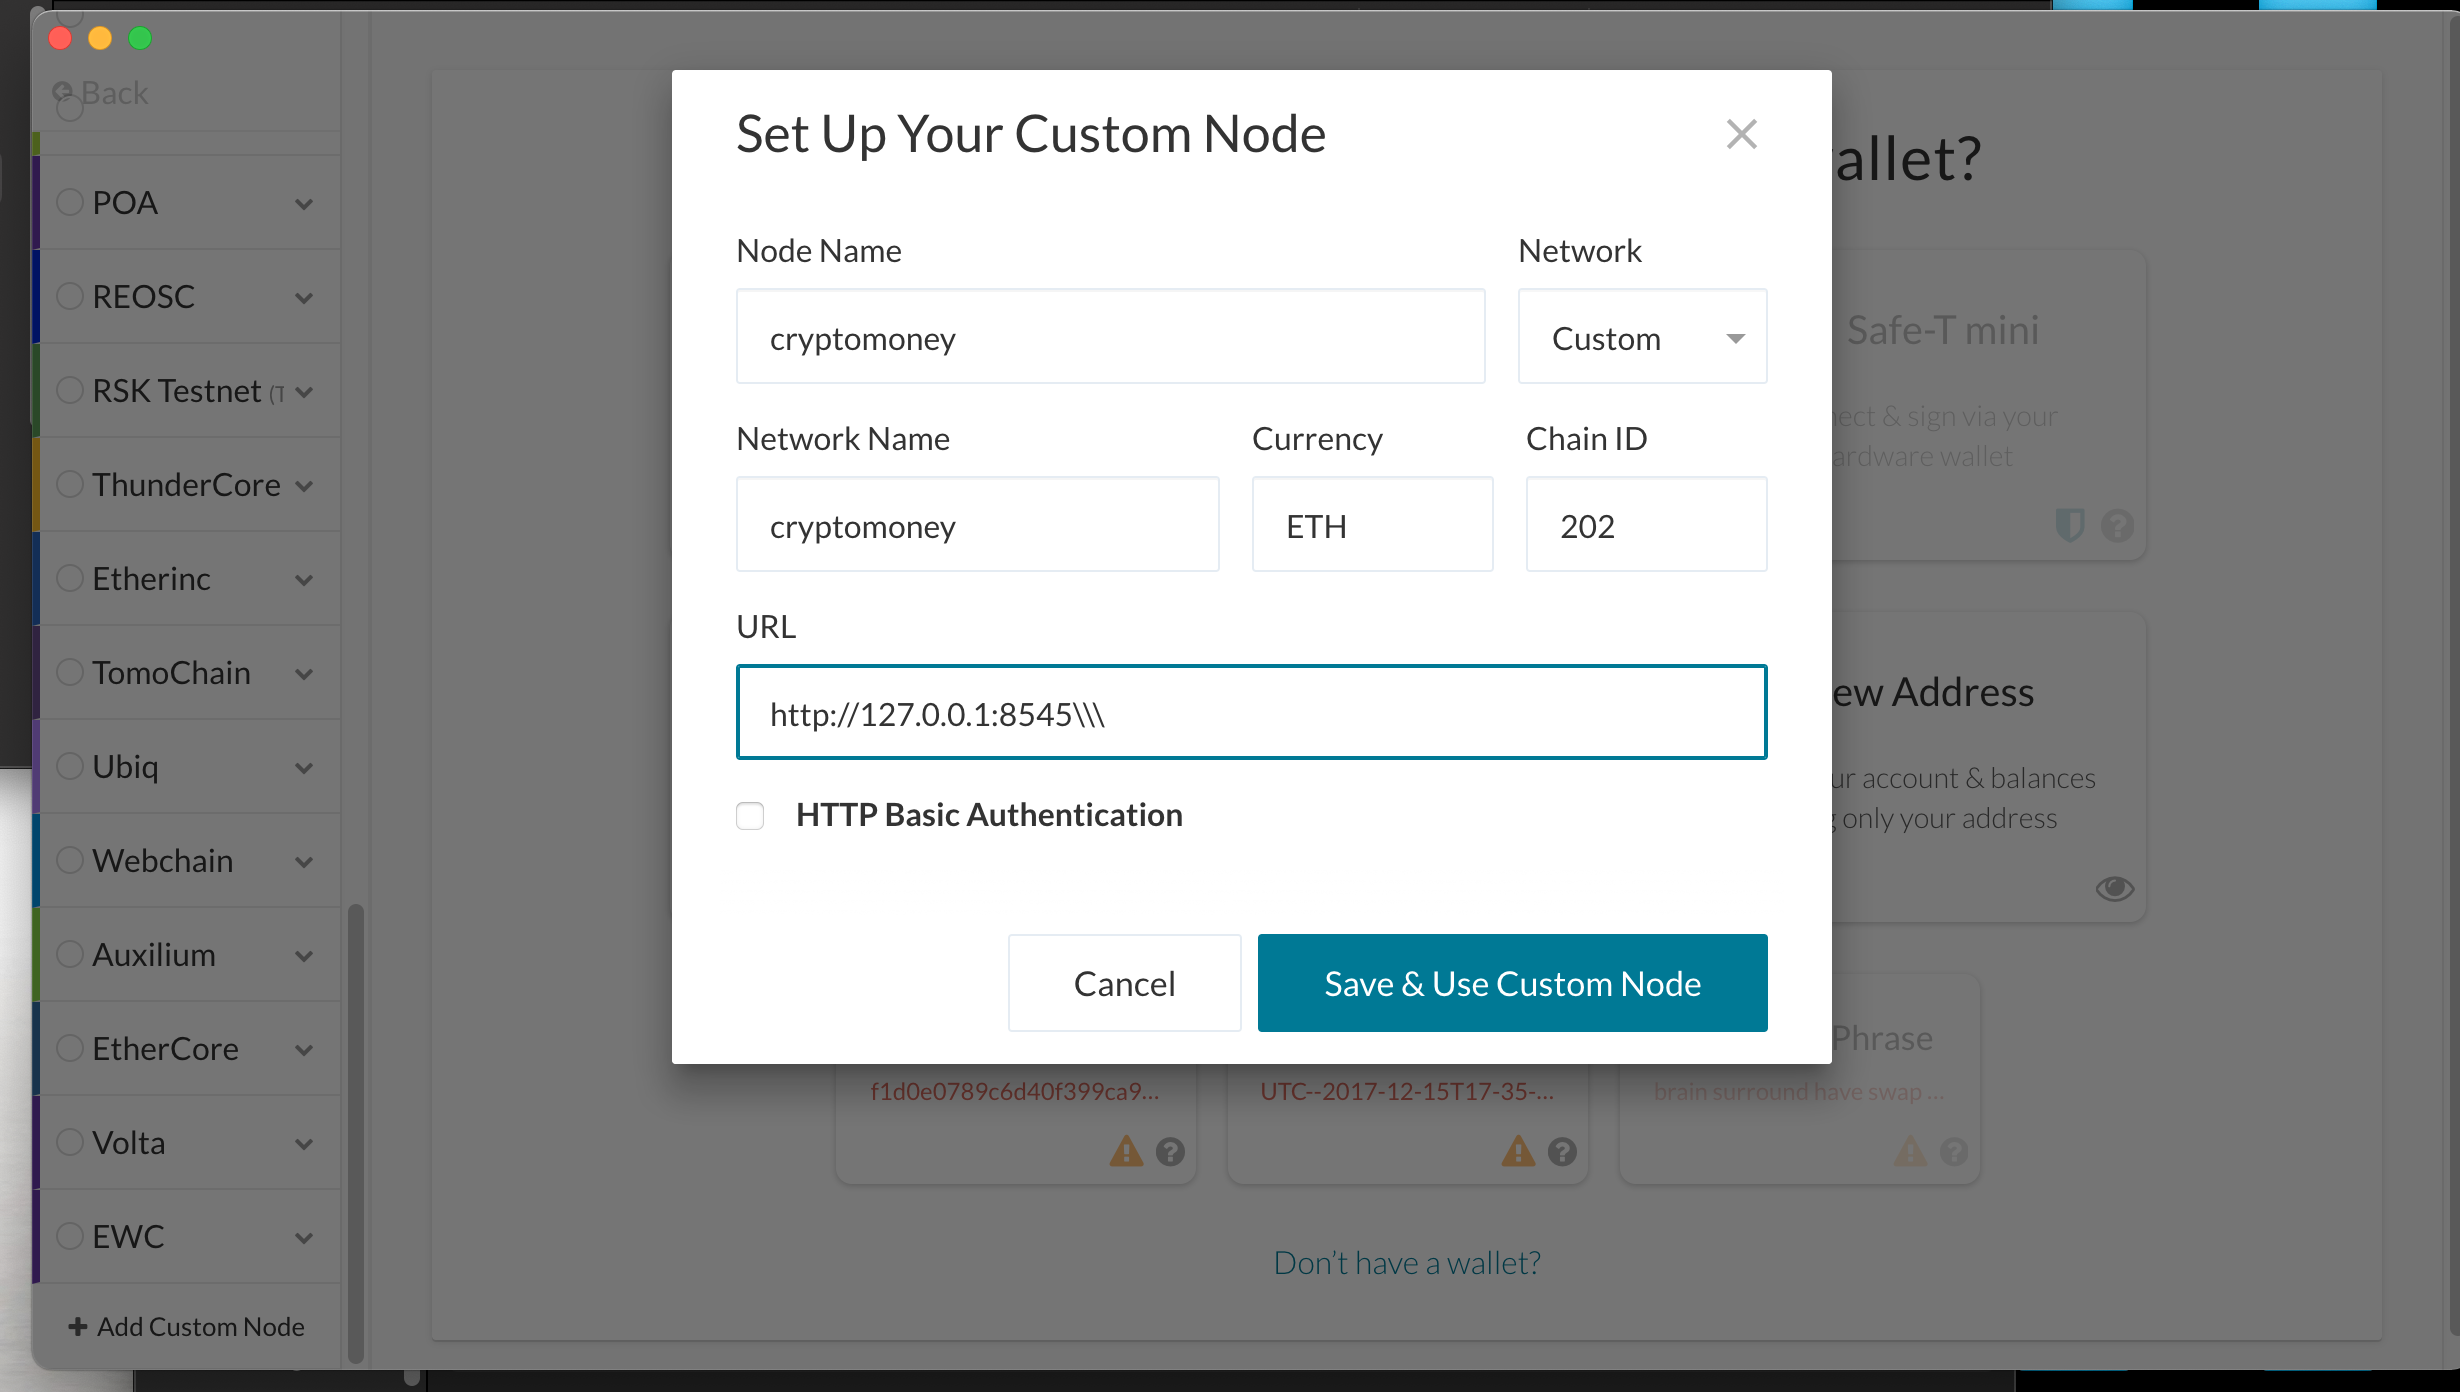 Back
POA
REOSC
RSK Testnet (T
ThunderCore
Etherinc
TomoChain
Ubiq
Webchain
Auxilium
EtherCore
Volta
EWC
+ Add Custom Node
Set Up Your Custom Node
Node Name
Network
cryptomoney
Custom
Network Name
Currency
Chain ID
cryptomoney
ETH
202
URL
http://127.0.0.1:8545\\\
HTTP Basic Authentication
Cancel
Save & Use Custom Node
allet?
Safe-T mini
nect & sign via your
ardware wallet
ew Address
ur account & balances
g only your address
Phrase
f1d0e0789c6d40f399ca9...
UTC--2017-12-15T17-35-...
brain surround have swap ...
Don't have a wallet?